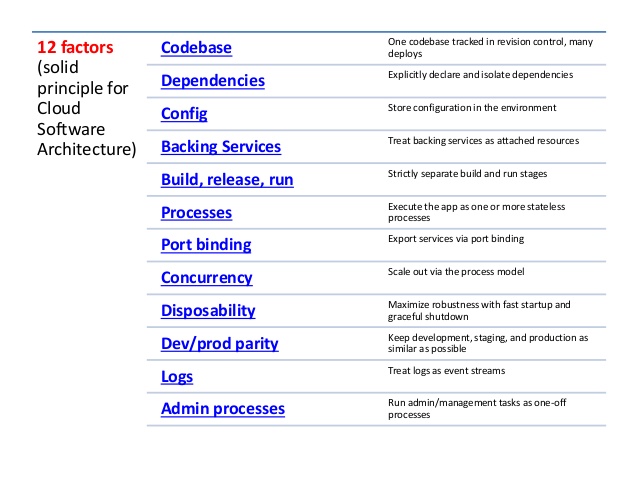 12 factors
(solid
principle for
Cloud
Software
Architecture)
Codebase
One codebase tracked in revision control, many
deploys
Dependencies
Explicitly declare and isolate dependencies
Config
Store configuration in the environment
Backing Services
Treat backing services as attached resources
Build, release, run
Strictly separate build and run stages
Processes
Execute the app as one or more stateless
processes
Port binding
Export services via port binding
Concurrency
Scale out via the process model
Disposability
Maximize robustness with fast startup and
graceful shutdown
Dev/prod parity
Keep development, staging, and production as
similar as possible
Logs
Treat logs as event streams
Admin processes
Run admin/management tasks as one-off
processes